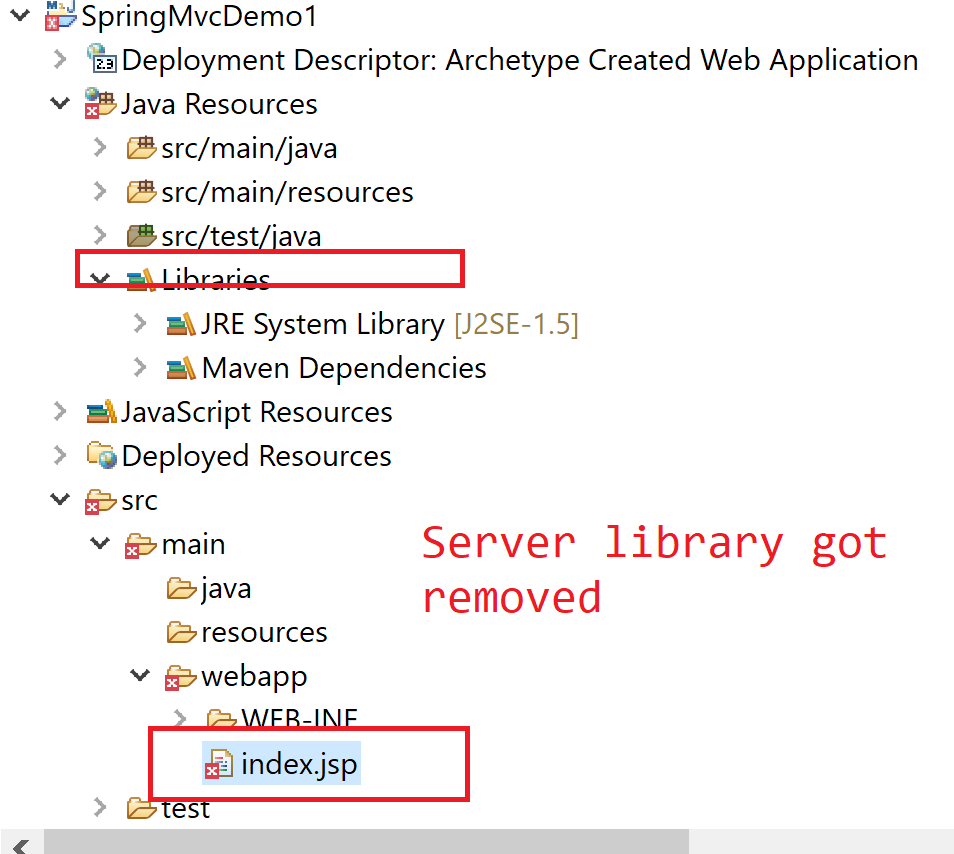 SpringMvcDemo1
2.3 Deployment Descriptor: Archetype Created Web Application
Java Resources
src/main/java
src/main/resources
src/test/java
Libraries
JRE System Library [J2SE-1.5]
Maven Dependencies
JavaScript Resources
Deployed Resources
src
main
Server library got
removed
java
resources
webapp
WEB-INF
index.jsp
test